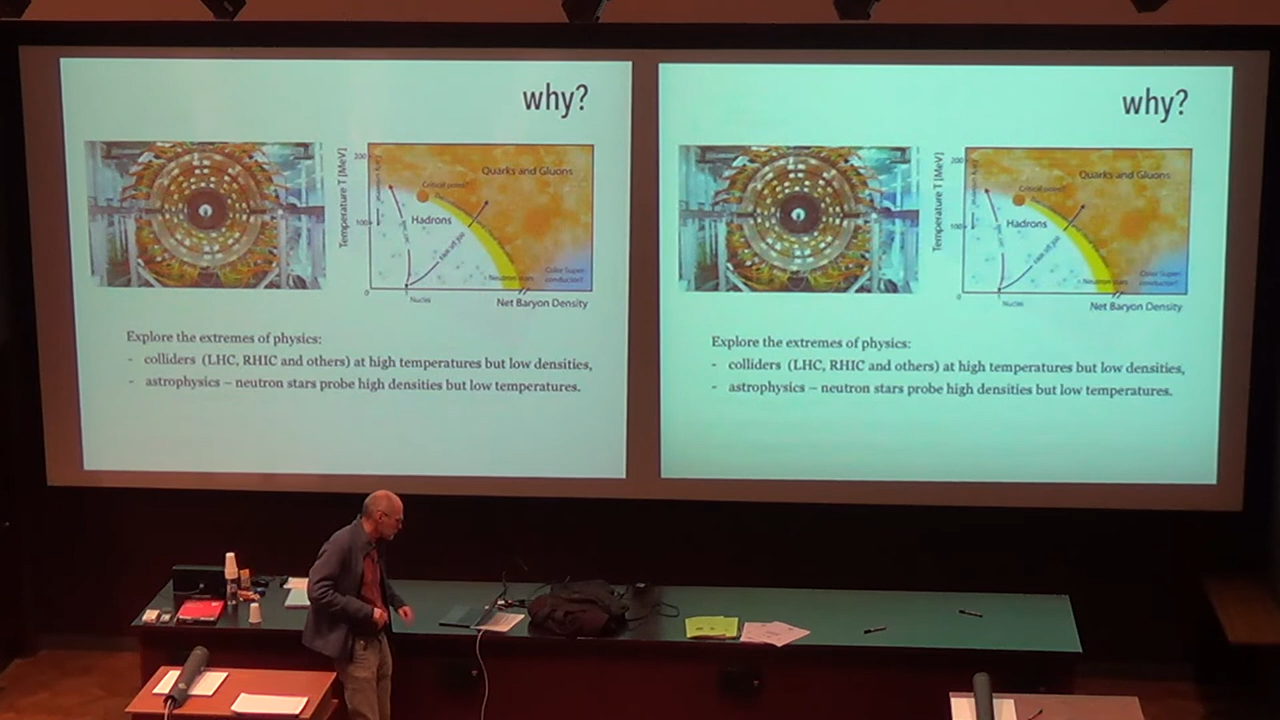 why?
Temperature T [MeV]
200
100
0
Quarks and Gluons
Critical point?
Hadrons
Neutron stars
Color Super-
conductor?
Nuclei
Net Baryon Density
Explore the extremes of physics:
- colliders (LHC, RHIC and others) at high temperatures but low densities,
- astrophysics – neutron stars probe high densities but low temperatures.
why?
Temperature T [MeV]
200
100
0
Quarks and Gluons
Critical point?
Hadrons
Neutron stars
Color Super-
conductor?
Nuclei
Net Baryon Density
Explore the extremes of physics:
- colliders (LHC, RHIC and others) at high temperatures but low densities,
- astrophysics – neutron stars probe high densities but low temperatures.